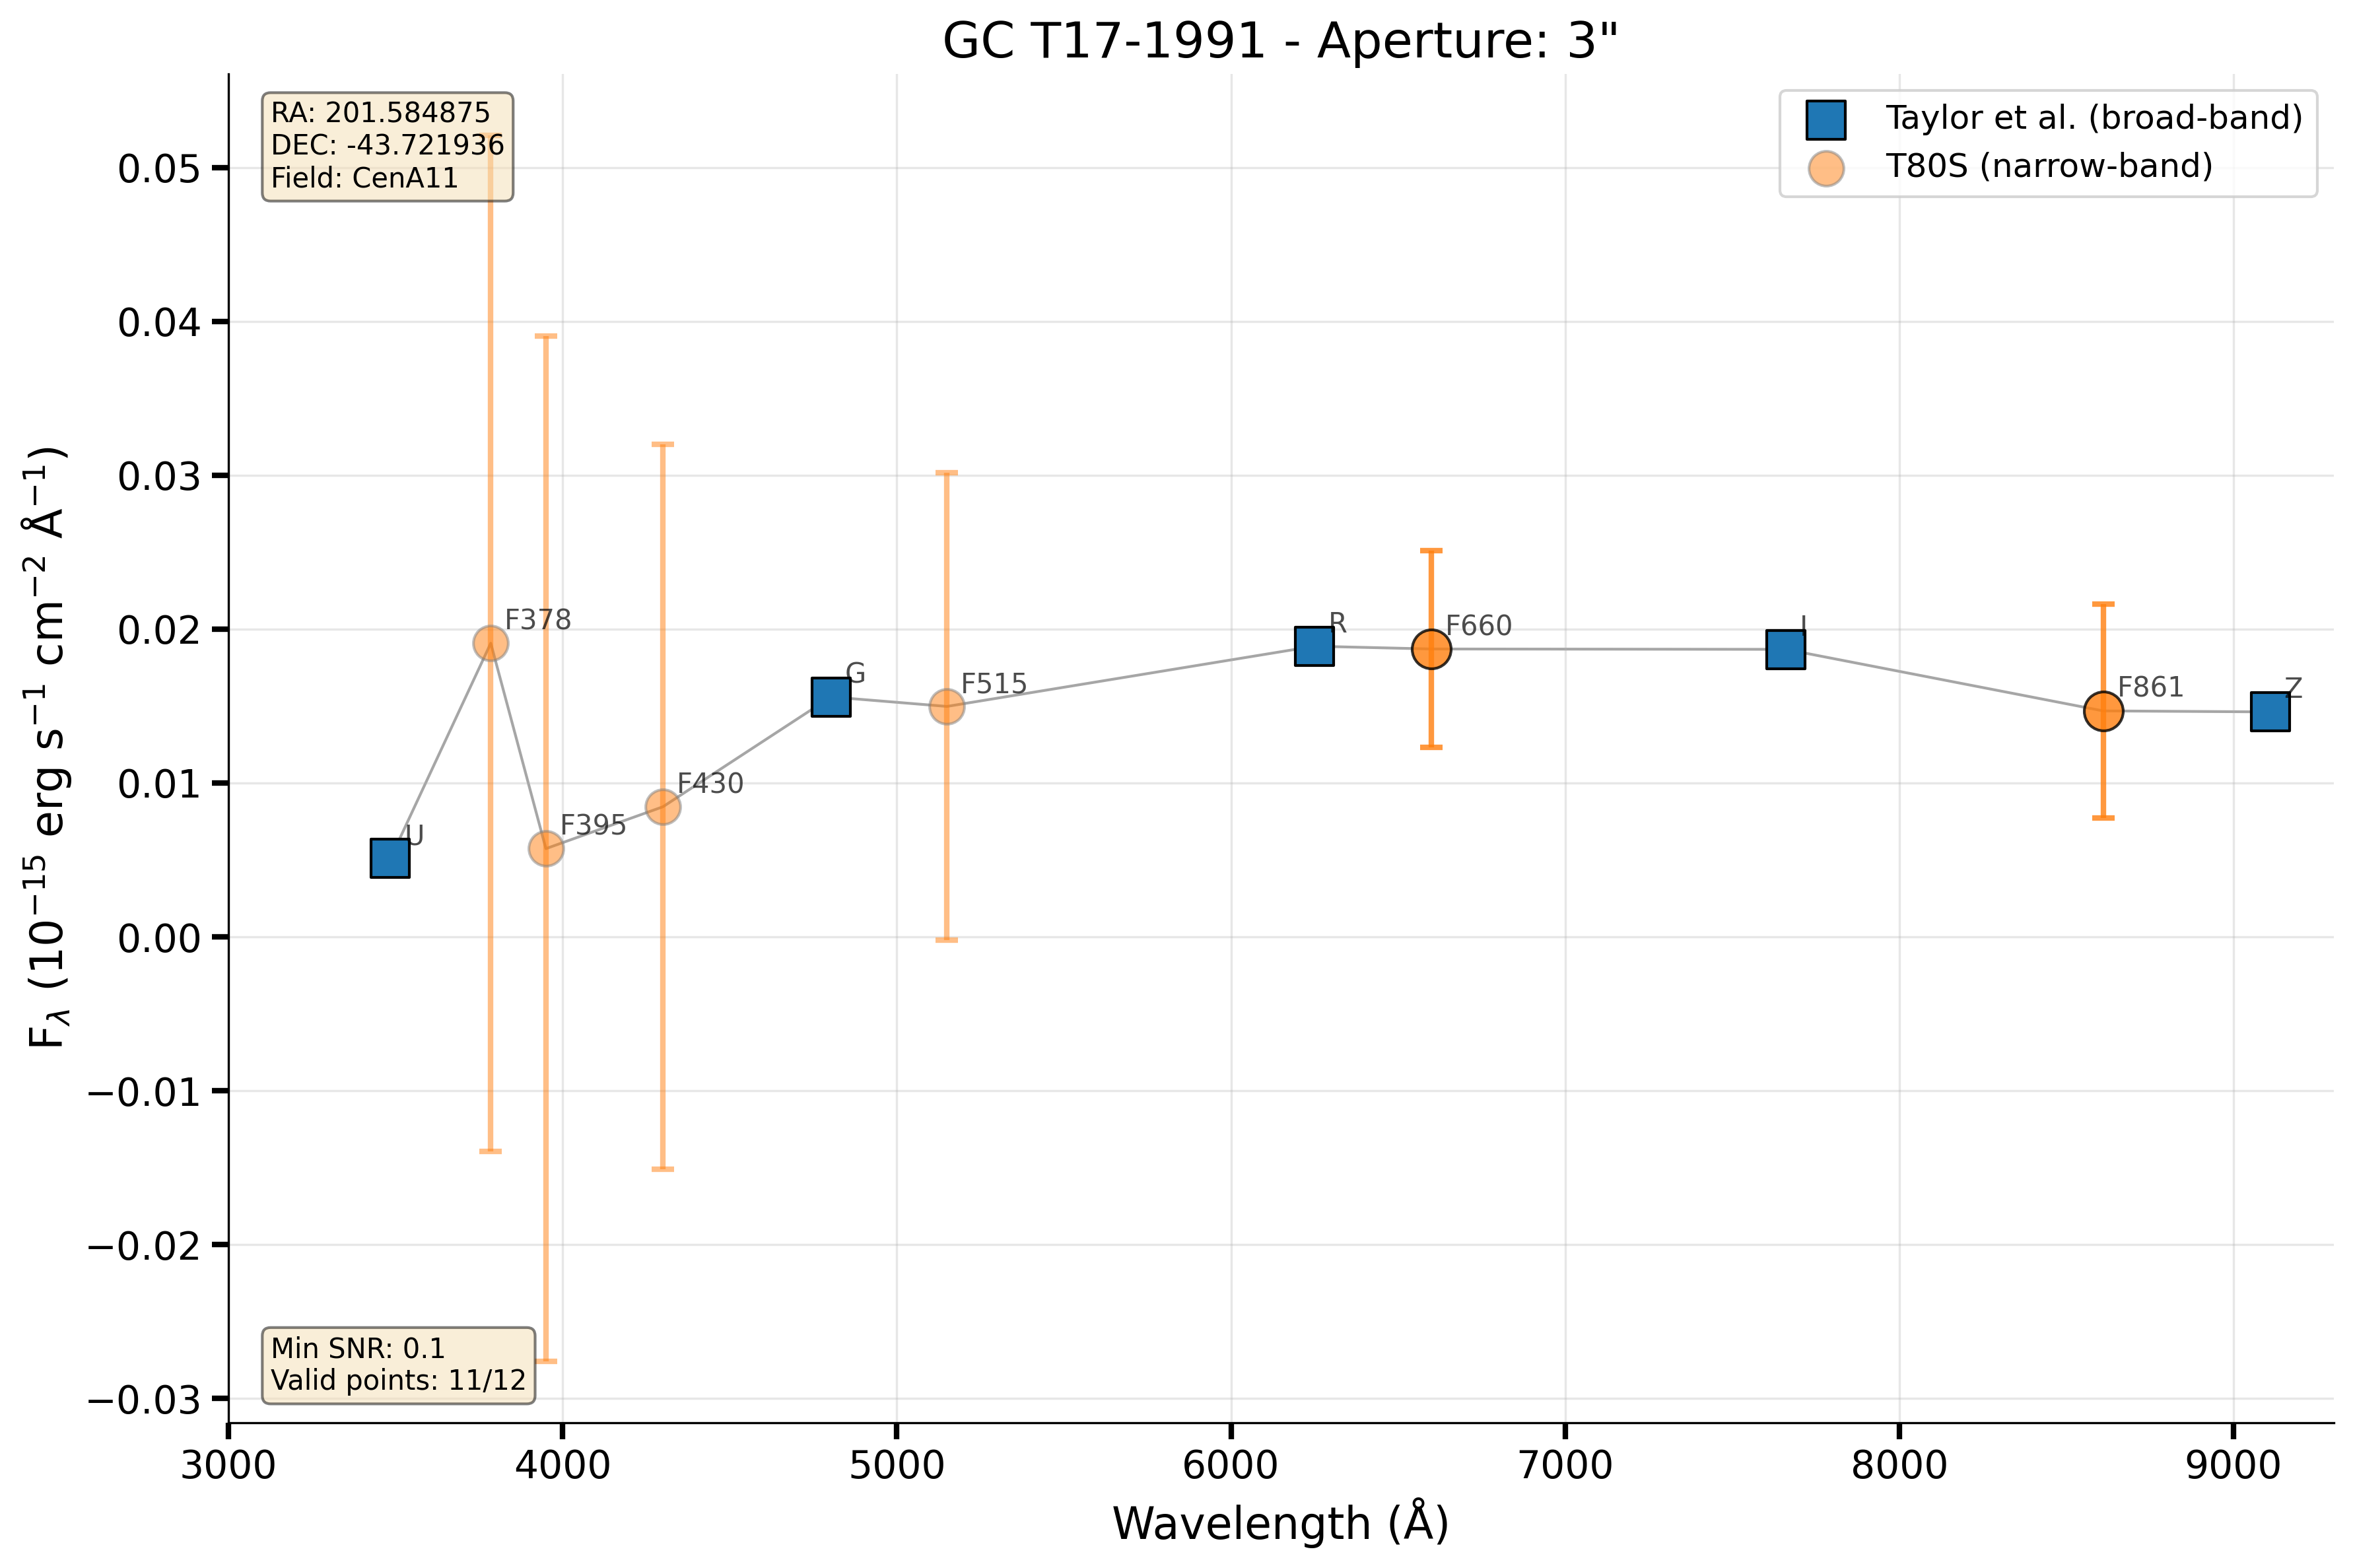 GC T17-1991 - Aperture: 3"
RA: 201.584875
DEC: -43.721936
Field: CenA11
Taylor et al. (broad-band)
T80S (narrow-band)
0.05
0.04
0.03
0.02
0.01
0.00
−0.01
−0.02
−0.03
F_λ (10⁻¹⁵ erg s⁻¹ cm⁻² Å⁻¹)
U
F378
F395
F430
G
F515
R
F660
I
F861
Z
Min SNR: 0.1
Valid points: 11/12
3000 4000 5000 6000 7000 8000 9000
Wavelength (Å)